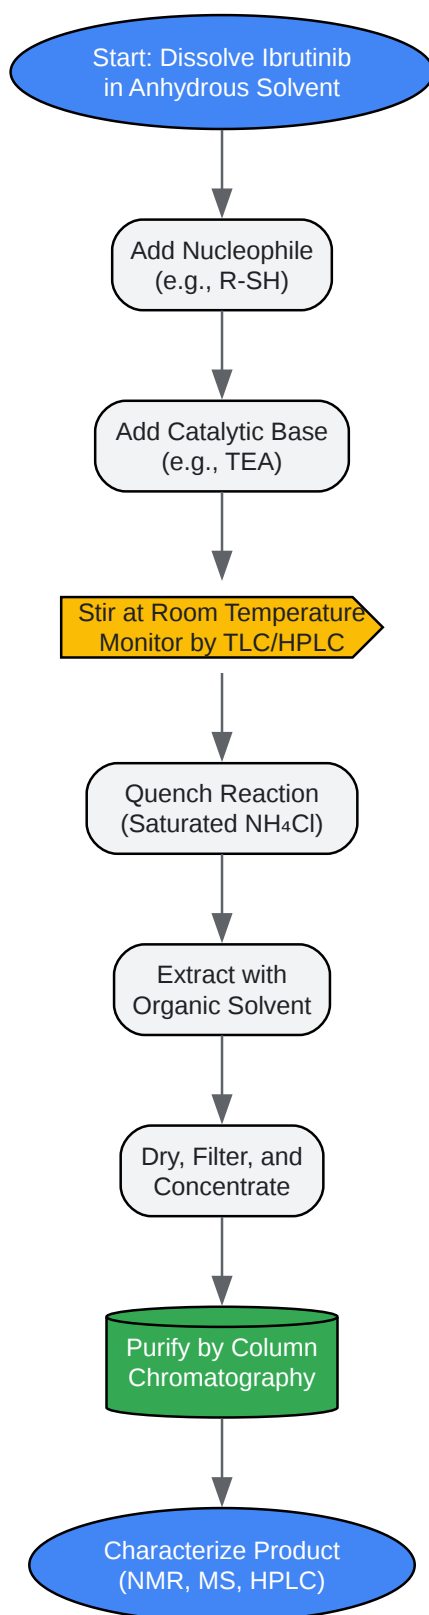 Start: Dissolve Ibrutinib
in Anhydrous Solvent
Add Nucleophile
(e.g., R-SH)
Add Catalytic Base
(e.g., TEA)
Stir at Room Temperature
Monitor by TLC/HPLC
Quench Reaction
(Saturated NH₄Cl)
Extract with
Organic Solvent
Dry, Filter, and
Concentrate
Purify by Column
Chromatography
Characterize Product
(NMR, MS, HPLC)